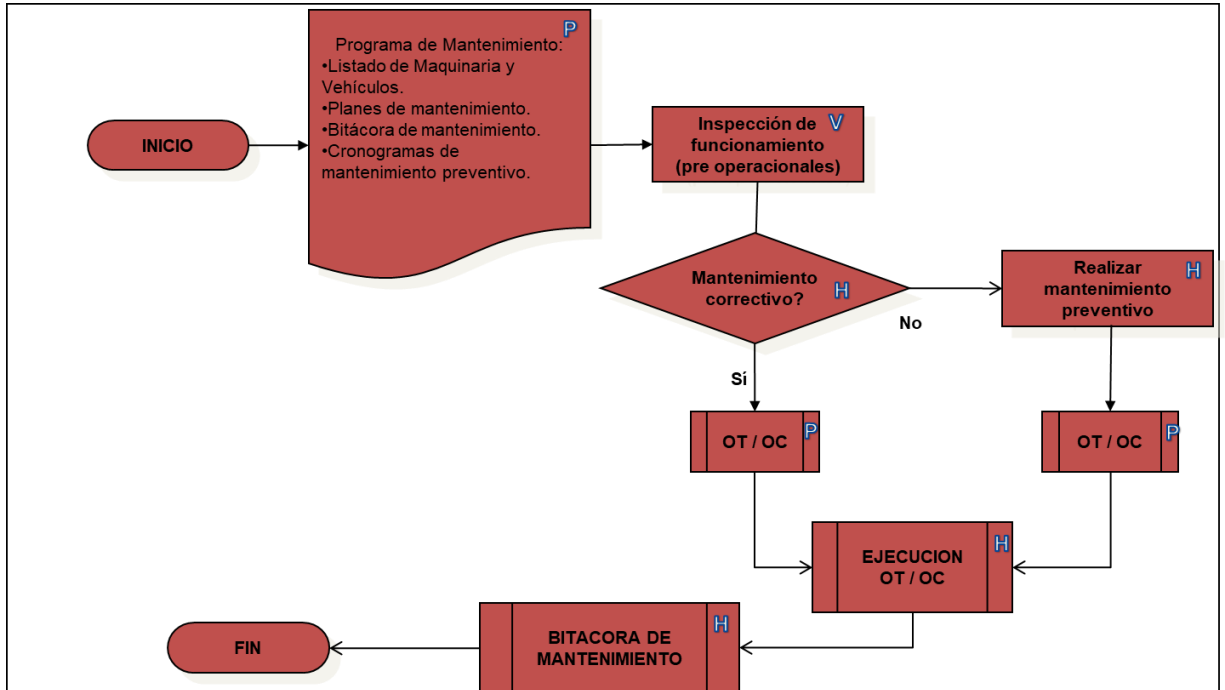 P
Programa de Mantenimiento:
•Listado de Maquinaria y
Vehículos.
•Planes de mantenimiento.
•Bitácora de mantenimiento.
•Cronogramas de
mantenimiento preventivo.
INICIO
Inspección de V
funcionamiento
(pre operacionales)
Mantenimiento
correctivo? H
No
Realizar H
mantenimiento
preventivo
Sí
OT / OC P
OT / OC P
EJECUCION H
OT / OC
BITACORA DE H
MANTENIMIENTO
FIN